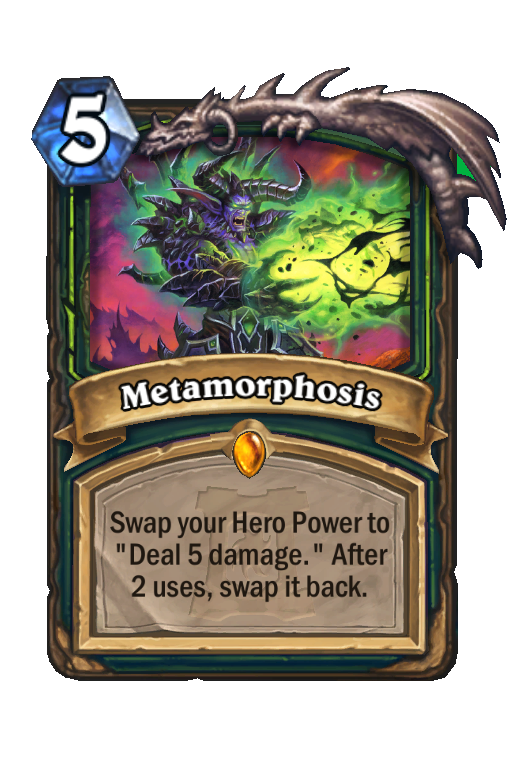 5
Metamorphosis
Swap your Hero Power to
"Deal 5 damage." After
2 uses, swap it back.